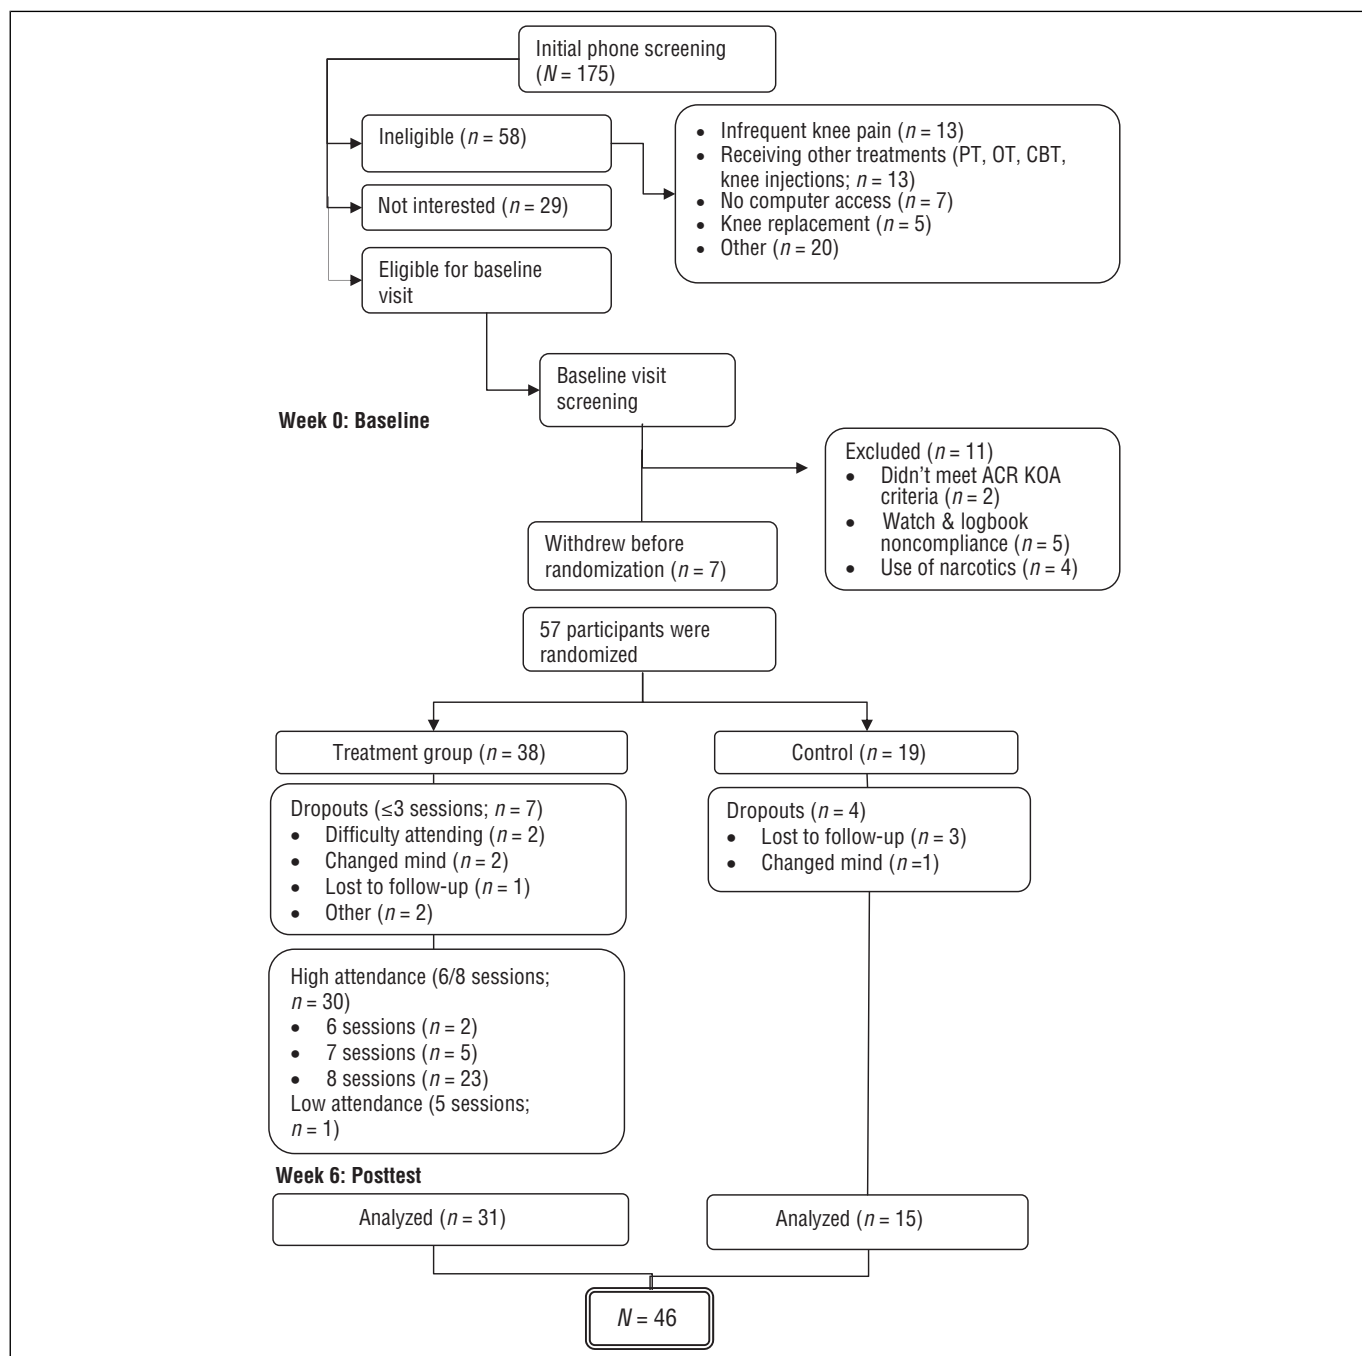 Initial phone screening
(N = 175)
Ineligible (n = 58)
• Infrequent knee pain (n = 13)
• Receiving other treatments (PT, OT, CBT,
knee injections; n = 13)
• No computer access (n = 7)
• Knee replacement (n = 5)
• Other (n = 20)
Not interested (n = 29)
Eligible for baseline
visit
Baseline visit
screening
Week 0: Baseline
Excluded (n = 11)
• Didn't meet ACR KOA
criteria (n = 2)
• Watch & logbook
noncompliance (n = 5)
• Use of narcotics (n = 4)
Withdrew before
randomization (n = 7)
57 participants were
randomized
Treatment group (n = 38)
Control (n = 19)
Dropouts (≤3 sessions; n = 7)
• Difficulty attending (n = 2)
• Changed mind (n = 2)
• Lost to follow-up (n = 1)
• Other (n = 2)
Dropouts (n = 4)
• Lost to follow-up (n = 3)
• Changed mind (n =1)
High attendance (6/8 sessions;
n = 30)
• 6 sessions (n = 2)
• 7 sessions (n = 5)
• 8 sessions (n = 23)
Low attendance (5 sessions;
n = 1)
Week 6: Posttest
Analyzed (n = 31)
Analyzed (n = 15)
N = 46